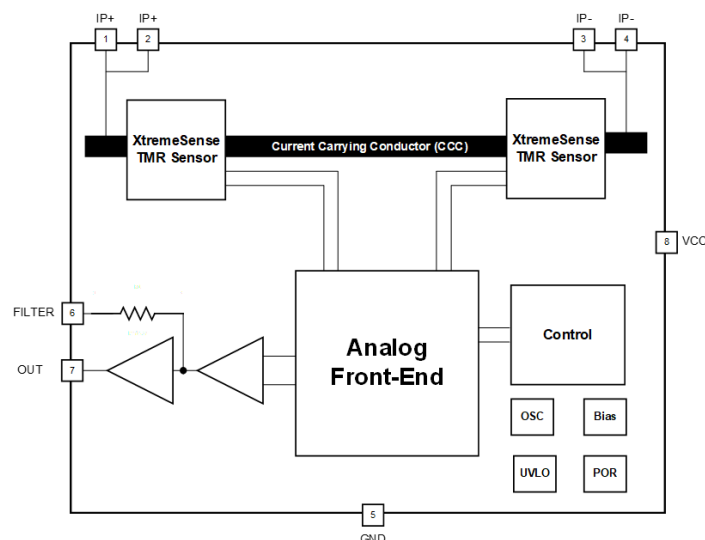 IP+ IP+ IP- IP-
1 2 3 4
XtremeSense
TMR Sensor
Current Carrying Conductor (CCC)
XtremeSense
TMR Sensor
8 VCC
FILTER 6
OUT 7
Analog
Front-End
Control
OSC Bias
UVLO POR
5
GND